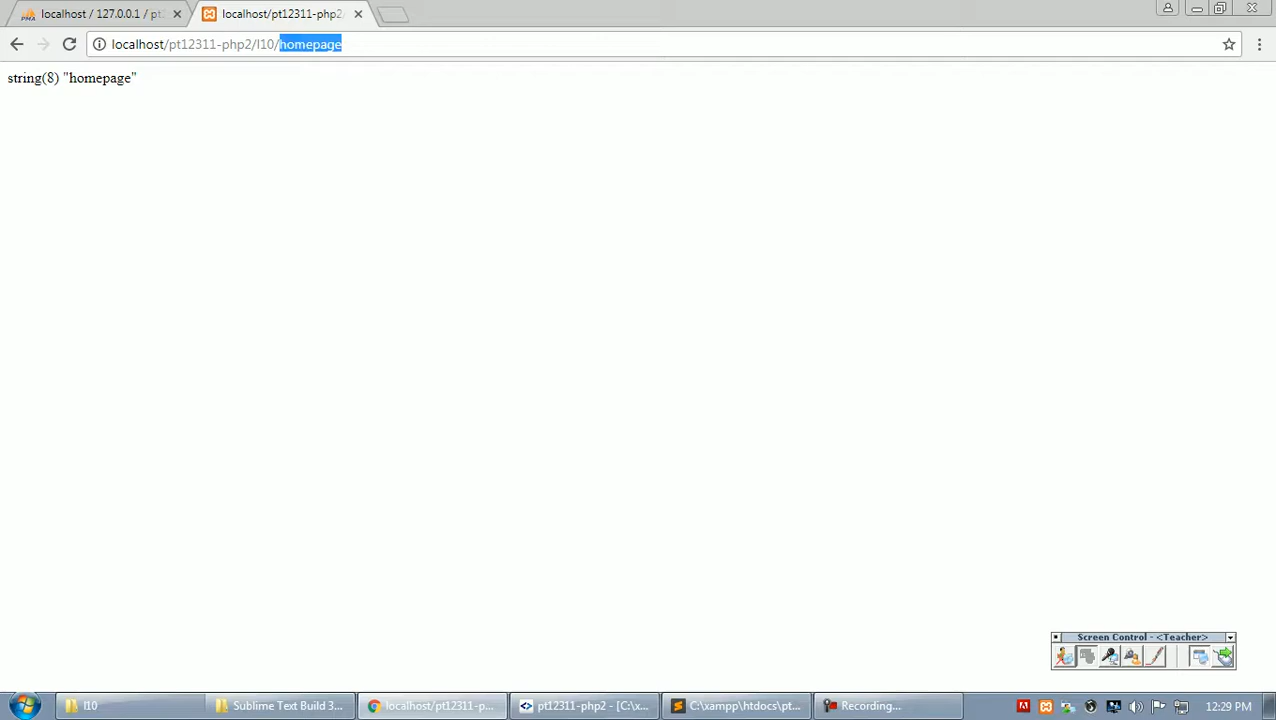 localhost / 127.0.0.1 / pt
localhost/pt12311-php2/
localhost/pt12311-php2/l10/homepage
string(8) "homepage"
Screen Control - <Teacher>
l10
Sublime Text Build 3...
localhost/pt12311-p...
pt12311-php2 - [C:\x...
C:\xampp\htdocs\pt...
Recording...
12:29 PM